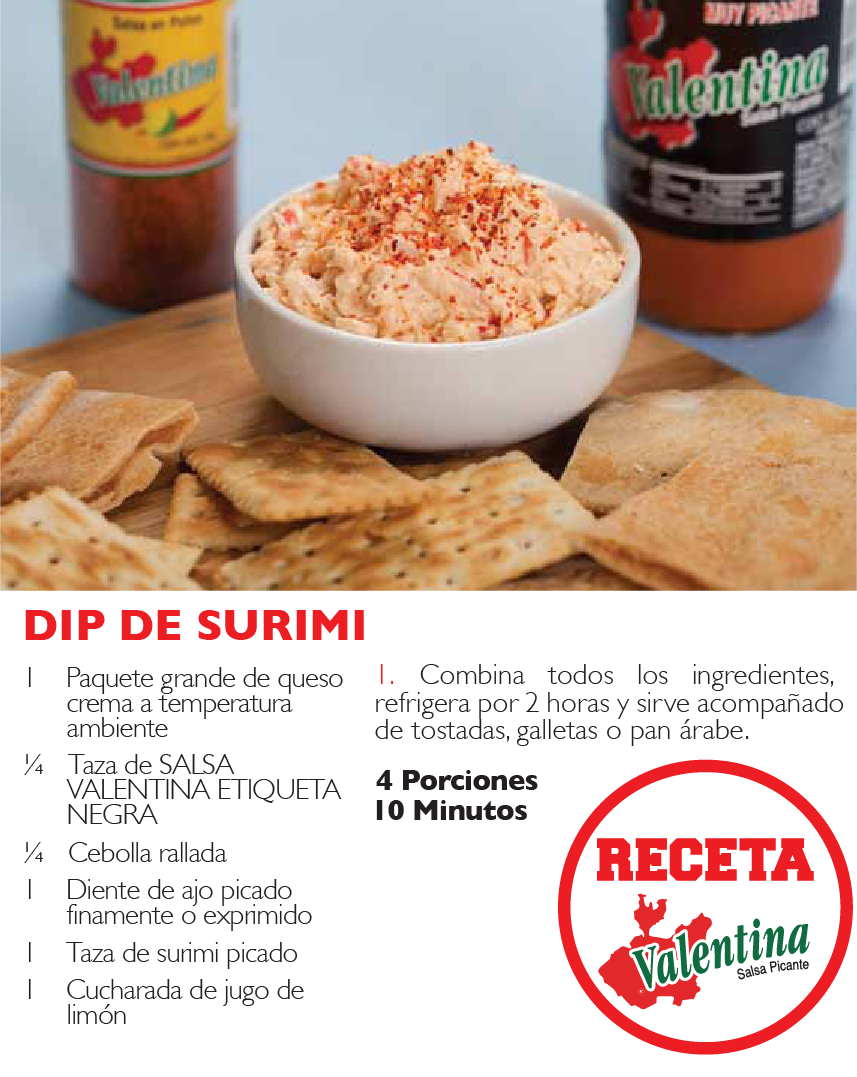 Salsa en Polvo
Valentina
MUY PICANTE
Valentina
Salsa Picante
DIP DE SURIMI
1 Paquete grande de queso
crema a temperatura
ambiente
¼ Taza de SALSA
VALENTINA ETIQUETA
NEGRA
¼ Cebolla rallada
1 Diente de ajo picado
finamente o exprimido
1 Taza de surimi picado
1 Cucharada de jugo de
limón
1. Combina todos los ingredientes,
refrigera por 2 horas y sirve acompañado
de tostadas, galletas o pan árabe.
4 Porciones
10 Minutos
RECETA
Valentina
Salsa Picante